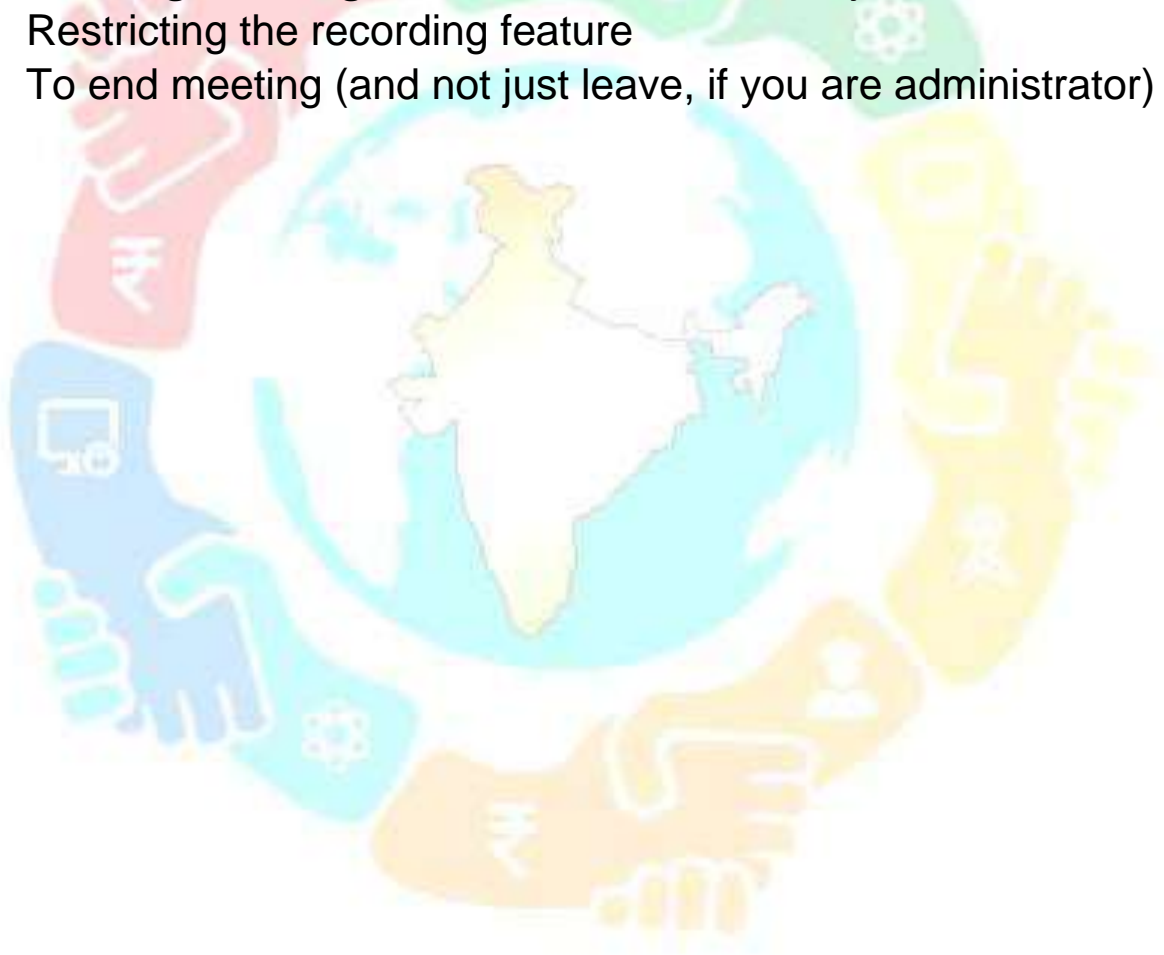 Restricting the recording feature
To end meeting (and not just leave, if you are administrator)
₹
₹